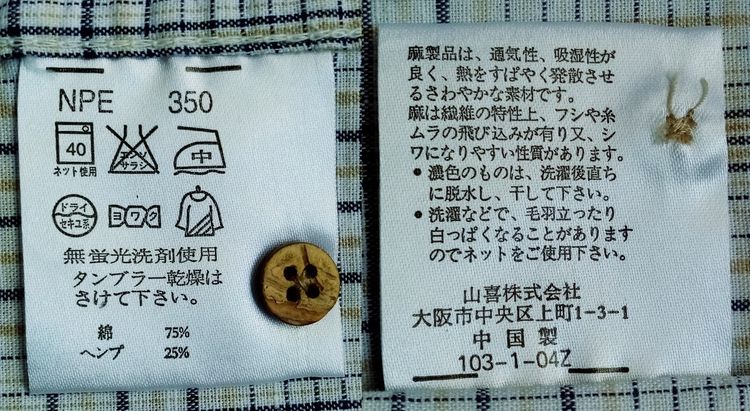 NPE 350
40
ネット使用
エンソ
サラシ
中
ドライ
セキユ系
ヨワク
無蛍光洗剤使用
タンブラー乾燥は
さけて下さい。
綿 75%
ヘンプ 25%
麻製品は、通気性、吸湿性が
良く、熱をすばやく発散させ
るさわやかな素材です。
麻は繊維の特性上、フシや糸
ムラの飛び込みが有り又、シ
ワになりやすい性質があります。
● 濃色のものは、洗濯後直ち
に脱水し、干して下さい。
● 洗濯などで、毛羽立ったり
白っぱくなることがあります
のでネットをご使用下さい。
山喜株式会社
大阪市中央区上町1-3-1
中国製
103-1-04Z